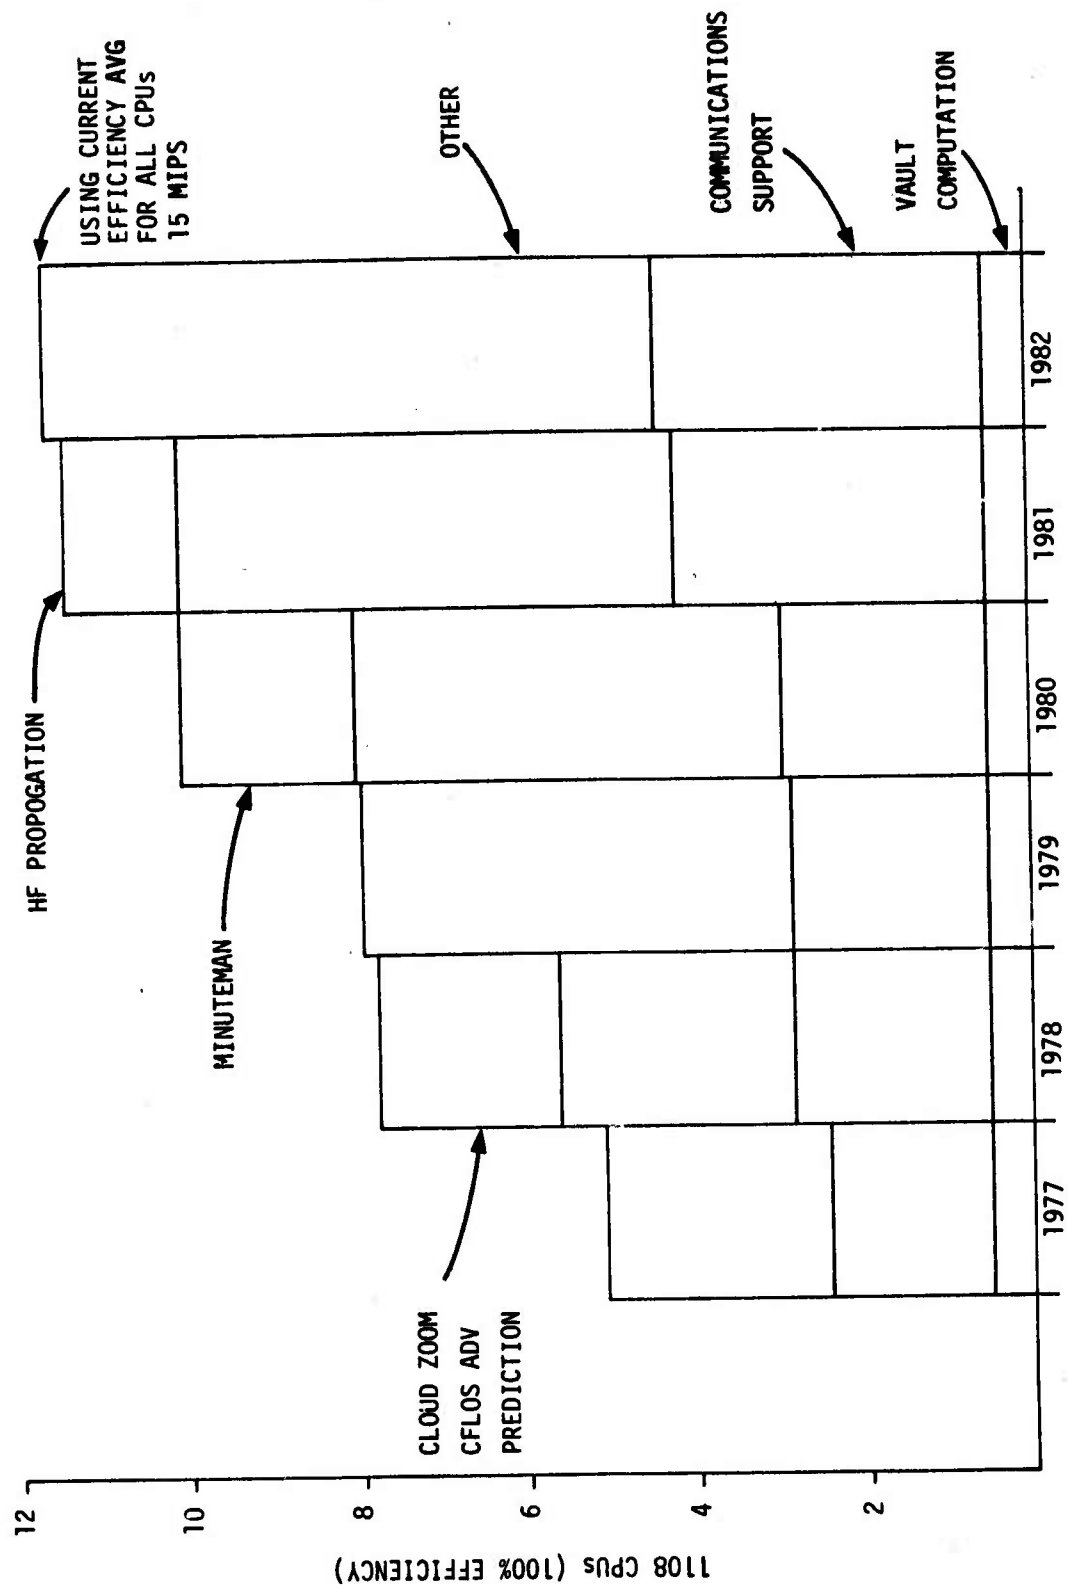 USING CURRENT
EFFICIENCY AVG
FOR ALL CPUs
15 MIPS
HF PROPOGATION
OTHER
MINUTEMAN
COMMUNICATIONS
SUPPORT
CLOUD ZOOM
CFLOS ADV
PREDICTION
VAULT
COMPUTATION
1108 CPUs (100% EFFICIENCY)
12
10
8
6
4
2
1977
1978
1979
1980
1981
1982